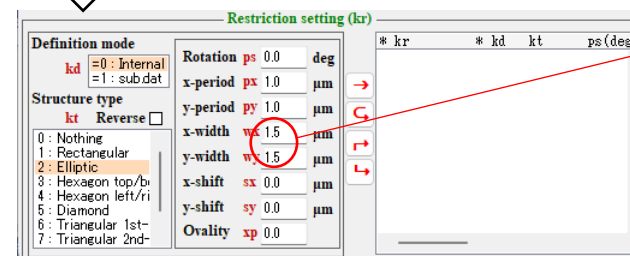 Restriction setting (kr)
Definition mode
kd =0 : Internal
=1 : sub.dat
Structure type
kt Reverse
0 : Nothing
1 : Rectangular
2 : Elliptic
3 : Hexagon top/b
4 : Hexagon left/ri
5 : Diamond
6 : Triangular 1st-
7 : Triangular 2nd-
Rotation ps 0.0 deg
x-period px 1.0 µm
y-period py 1.0 µm
x-width wx 1.5 µm
y-width wy 1.5 µm
x-shift sx 0.0 µm
y-shift sy 0.0 µm
Ovality xp 0.0
* kr * kd kt ps(deg